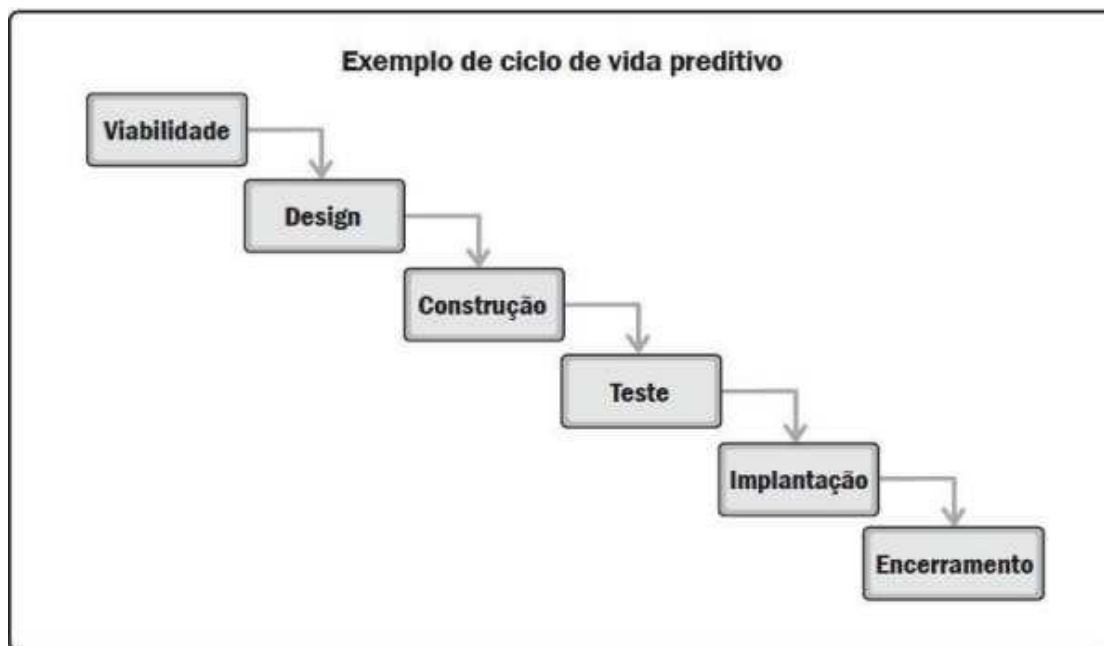 Exemplo de ciclo de vida preditivo
Viabilidade
Design
Construção
Teste
Implantação
Encerramento